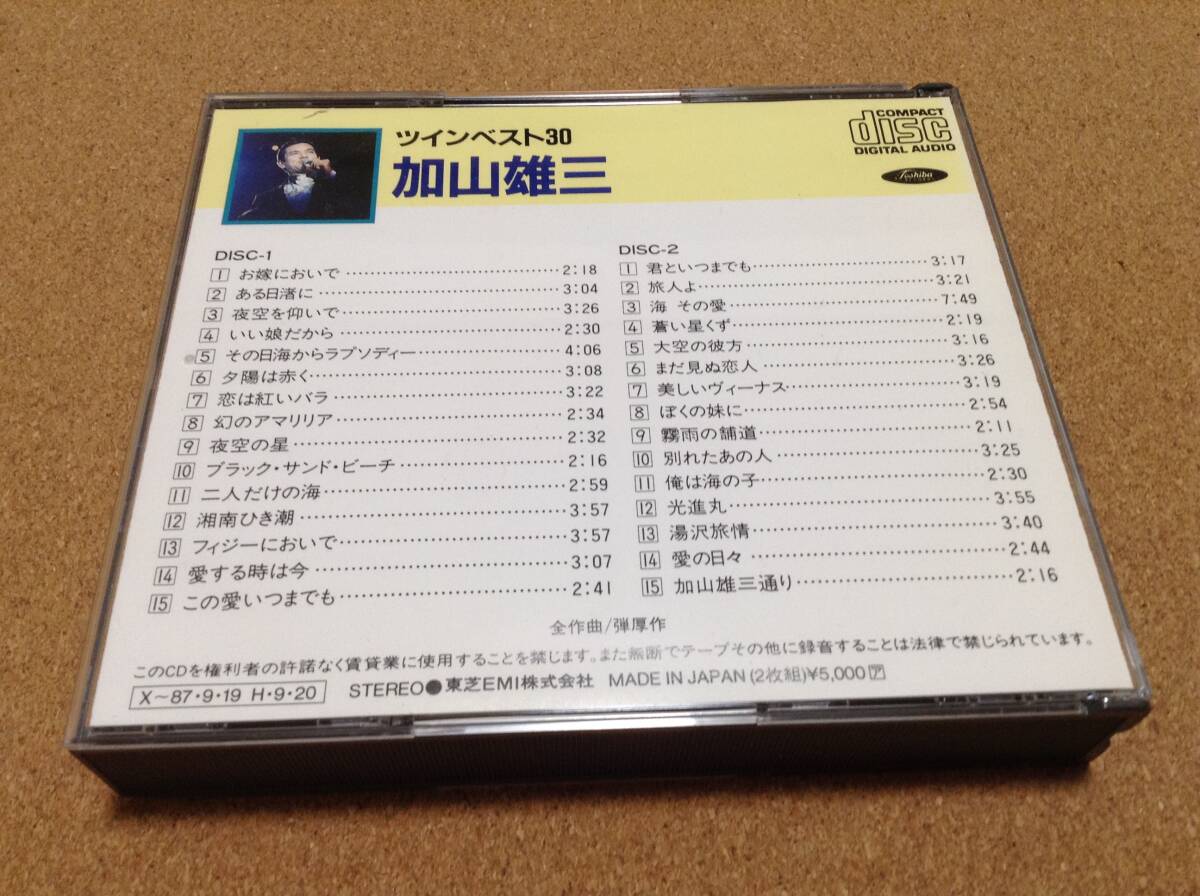 ツインベスト30
加山雄三
COMPACT
disc
DIGITAL AUDIO
Toshiba
DISC-1
1 お嫁においで 2:18
2 ある日渚に 3:04
3 夜空を仰いで 3:26
4 いい娘だから 2:30
5 その日海からラプソディー 4:06
6 夕陽は赤く 3:08
7 恋は紅いバラ 3:22
8 幻のアマリリア 2:34
9 夜空の星 2:32
10 ブラック・サンド・ビーチ 2:16
11 二人だけの海 2:59
12 湘南ひき潮 3:57
13 フィジーにおいで 3:57
14 愛する時は今 3:07
15 この愛いつまでも 2:41
DISC-2
1 君といつまでも 3:17
2 旅人よ 3:21
3 海 その愛 7:49
4 蒼い星くず 2:19
5 大空の彼方 3:16
6 まだ見ぬ恋人 3:26
7 美しいヴィーナス 3:19
8 ぼくの妹に 2:54
9 霧雨の舗道 2:11
10 別れたあの人 3:25
11 俺は海の子 2:30
12 光進丸 3:55
13 湯沢旅情 3:40
14 愛の日々 2:44
15 加山雄三通り 2:16
全作曲/弾厚作
このCDを権利者の許諾なく賃貸業に使用することを禁じます。また無断でテープその他に録音することは法律で禁じられています。
X〜87・9・19 H・9・20 STEREO●東芝EMI株式会社 MADE IN JAPAN (2枚組)¥5,000 ア